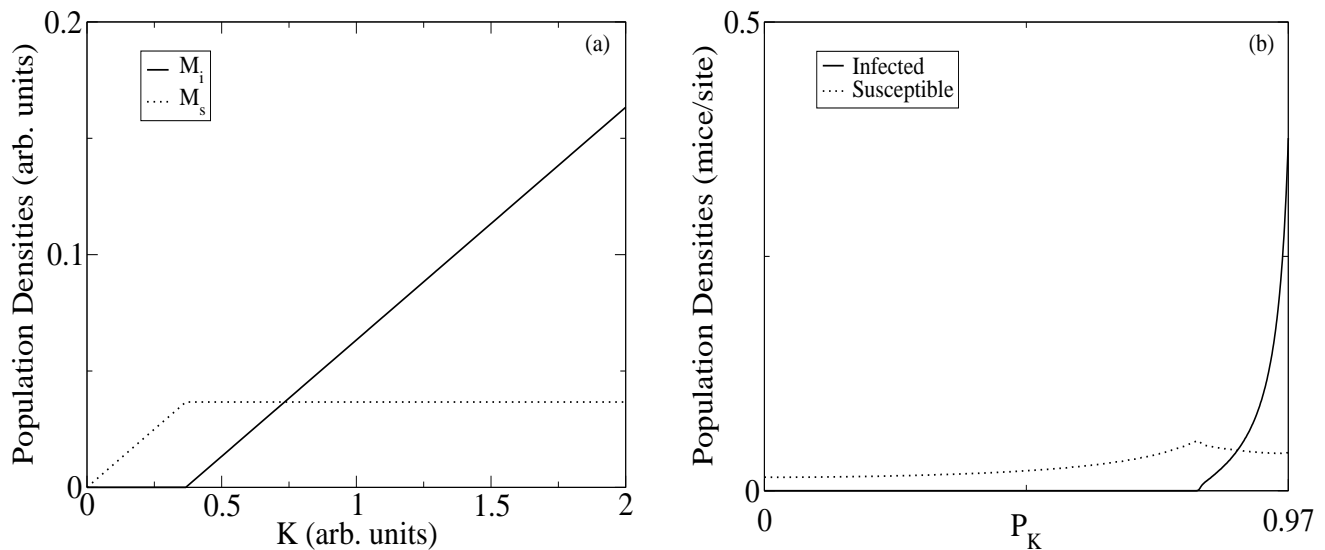 Population Densities (arb. units)
0.2
0.1
0
(a)
M_i
M_s
0
0.5
1
1.5
2
K (arb. units)
Population Densities (mice/site)
0.5
0
(b)
Infected
Susceptible
0
0.97
P_K